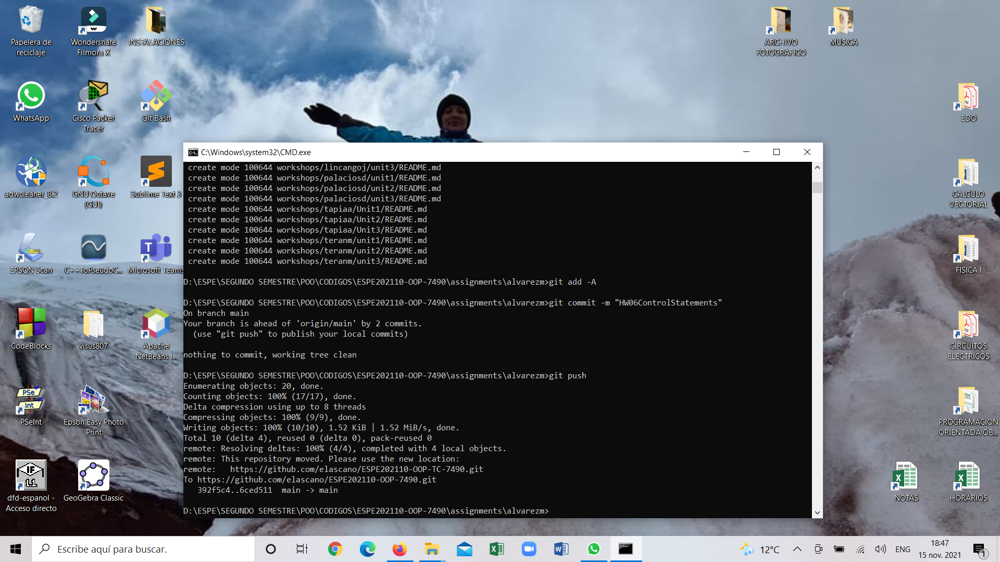 Papelera de
reciclaje
Wondershare
Filmora X
INSTALACIONES
ARCHIVO
FOTOGRAFICO
MUSICA
WhatsApp
Cisco Packet
Tracer
Git Bash
EDO
adwcleaner_8.2
GNU Octave
(GUI)
Sublime Text 3
CALCULO
VECTORIAL
EPSON Scan
C++ToPseudoC...
Microsoft Teams
FISICA I
CodeBlocks
visus807
Apache
NetBeans I...
CIRCUITOS
ELECTRICOS
PSeInt
Epson Easy Photo
Print
PROGRAMACION
ORIENTADA OB...
dfd-espanol -
Acceso directo
GeoGebra Classic
NOTAS
HORARIOS
C:\Windows\system32\CMD.exe
create mode 100644 workshops/lincangoj/unit3/README.md
create mode 100644 workshops/palaciosd/unit1/README.md
create mode 100644 workshops/palaciosd/unit2/README.md
create mode 100644 workshops/palaciosd/unit3/README.md
create mode 100644 workshops/tapiaa/Unit1/README.md
create mode 100644 workshops/tapiaa/Unit2/README.md
create mode 100644 workshops/tapiaa/Unit3/README.md
create mode 100644 workshops/teranm/unit1/README.md
create mode 100644 workshops/teranm/unit2/README.md
create mode 100644 workshops/teranm/unit3/README.md
D:\ESPE\SEGUNDO SEMESTRE\POO\CODIGOS\ESPE202110-OOP-7490\assignments\alvarezm>git add -A
D:\ESPE\SEGUNDO SEMESTRE\POO\CODIGOS\ESPE202110-OOP-7490\assignments\alvarezm>git commit -m "HW06ControlStatements"
On branch main
Your branch is ahead of 'origin/main' by 2 commits.
(use "git push" to publish your local commits)
nothing to commit, working tree clean
D:\ESPE\SEGUNDO SEMESTRE\POO\CODIGOS\ESPE202110-OOP-7490\assignments\alvarezm>git push
Enumerating objects: 20, done.
Counting objects: 100% (17/17), done.
Delta compression using up to 8 threads
Compressing objects: 100% (9/9), done.
Writing objects: 100% (10/10), 1.52 KiB | 1.52 MiB/s, done.
Total 10 (delta 4), reused 0 (delta 0), pack-reused 0
remote: Resolving deltas: 100% (4/4), completed with 4 local objects.
remote: This repository moved. Please use the new location:
remote:   https://github.com/elascano/ESPE202110-OOP-TC-7490.git
To https://github.com/elascano/ESPE202110-OOP-7490.git
392f5c4..6ced511  main -> main
D:\ESPE\SEGUNDO SEMESTRE\POO\CODIGOS\ESPE202110-OOP-7490\assignments\alvarezm>
Escribe aquí para buscar.
12°C
ENG
18:47
15 nov. 2021
1